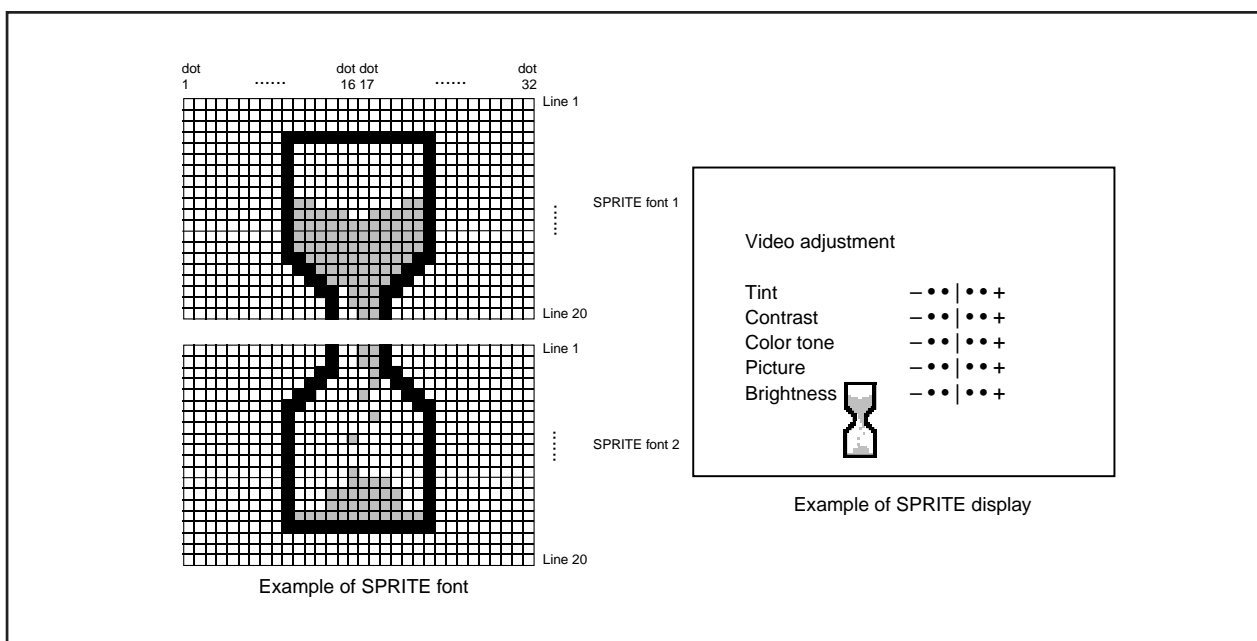 dot dot dot dot
1 ...... 16 17 ...... 32
Line 1
SPRITE font 1
Line 20
Line 1
SPRITE font 2
Line 20
Example of SPRITE font
Video adjustment
Tint – • • | • • +
Contrast – • • | • • +
Color tone – • • | • • +
Picture – • • | • • +
Brightness – • • | • • +
Example of SPRITE display